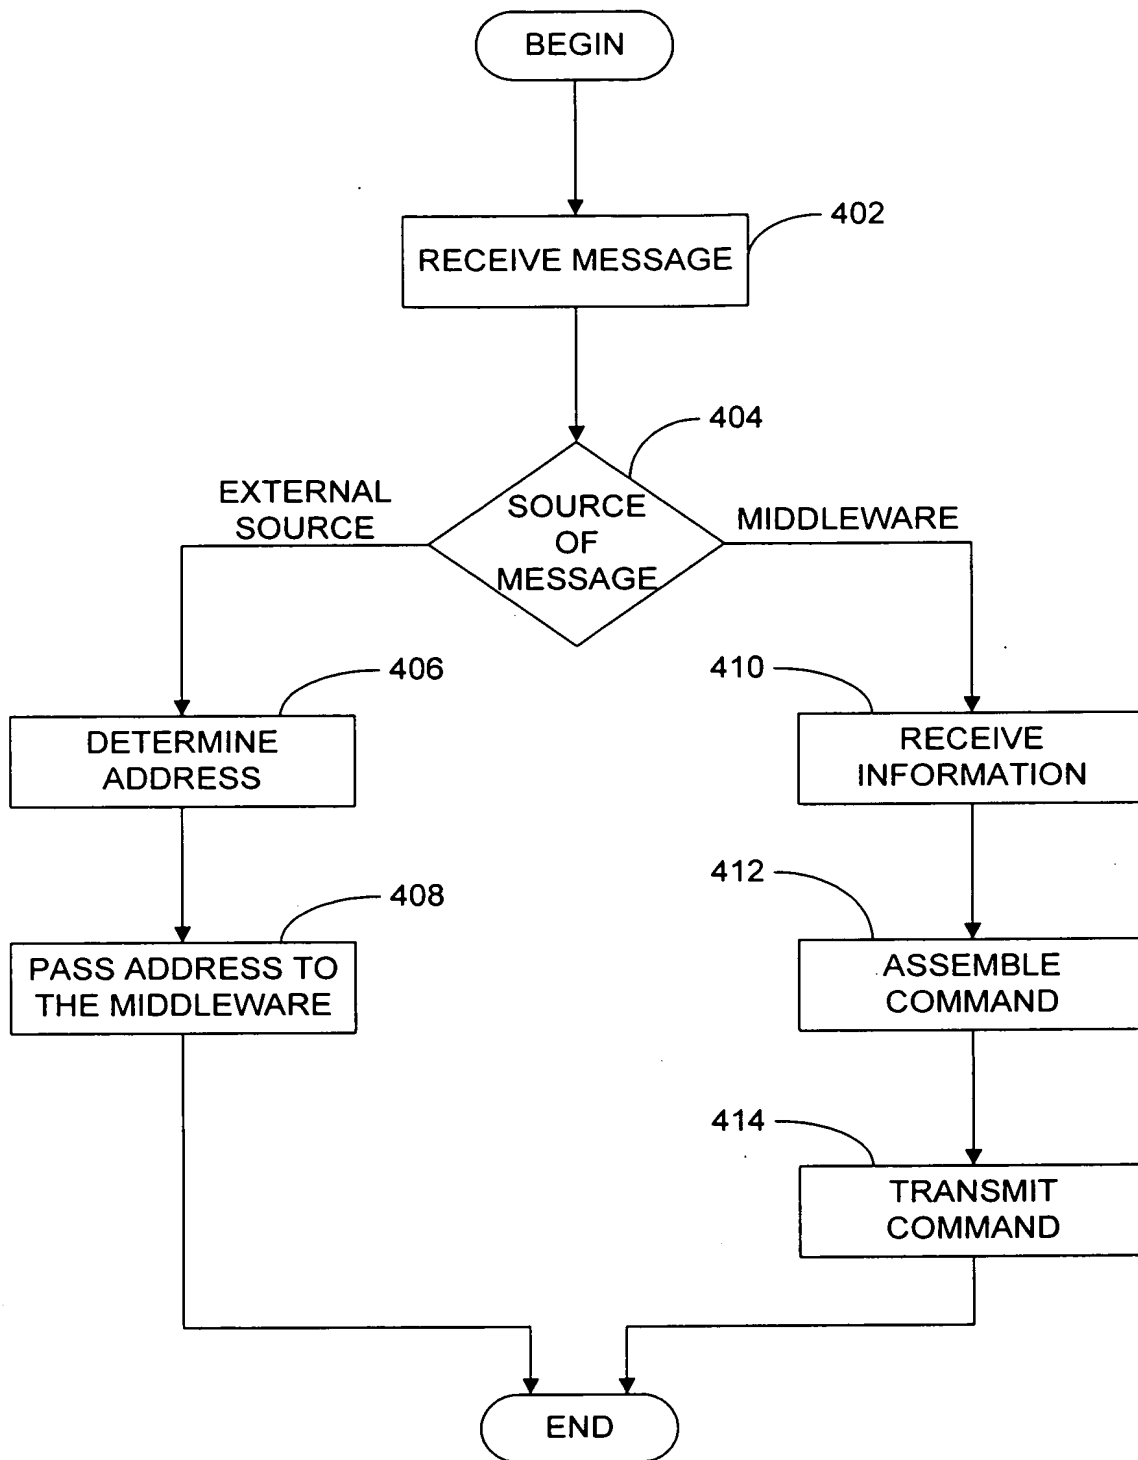 BEGIN
402
RECEIVE MESSAGE
404
EXTERNAL
SOURCE
SOURCE
OF
MESSAGE
MIDDLEWARE
406
DETERMINE
ADDRESS
408
PASS ADDRESS TO
THE MIDDLEWARE
410
RECEIVE
INFORMATION
412
ASSEMBLE
COMMAND
414
TRANSMIT
COMMAND
END